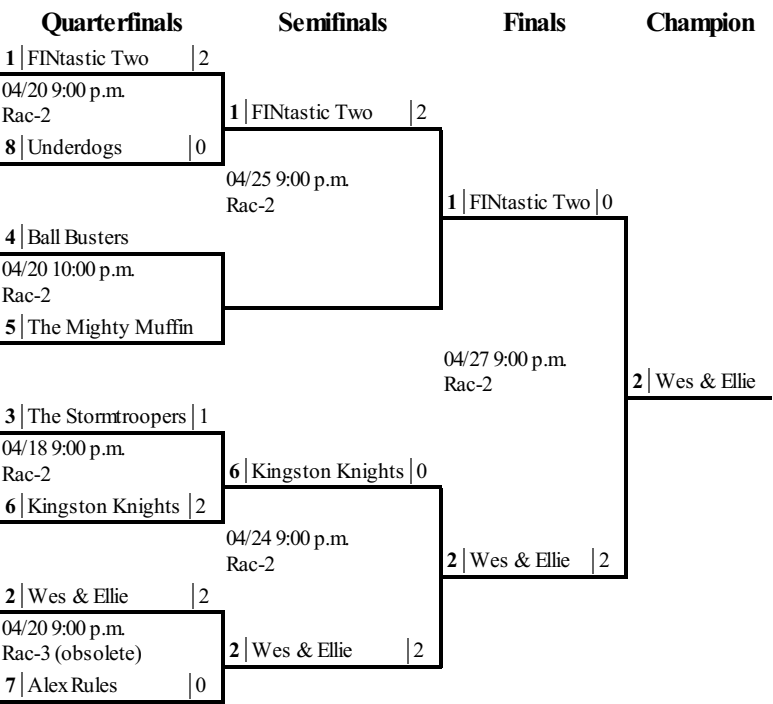 Quarterfinals Semifinals Finals Champion
1 FINtastic Two 2
04/20 9:00 p.m.
Rac-2
8 Underdogs 0
1 FINtastic Two 2
04/25 9:00 p.m.
Rac-2
4 Ball Busters
04/20 10:00 p.m.
Rac-2
5 The Mighty Muffin
1 FINtastic Two 0
04/27 9:00 p.m.
Rac-2
2 Wes & Ellie
3 The Stormtroopers 1
04/18 9:00 p.m.
Rac-2
6 Kingston Knights 2
6 Kingston Knights 0
04/24 9:00 p.m.
Rac-2
2 Wes & Ellie 2
2 Wes & Ellie 2
04/20 9:00 p.m.
Rac-3 (obsolete)
7 Alex Rules 0
2 Wes & Ellie 2